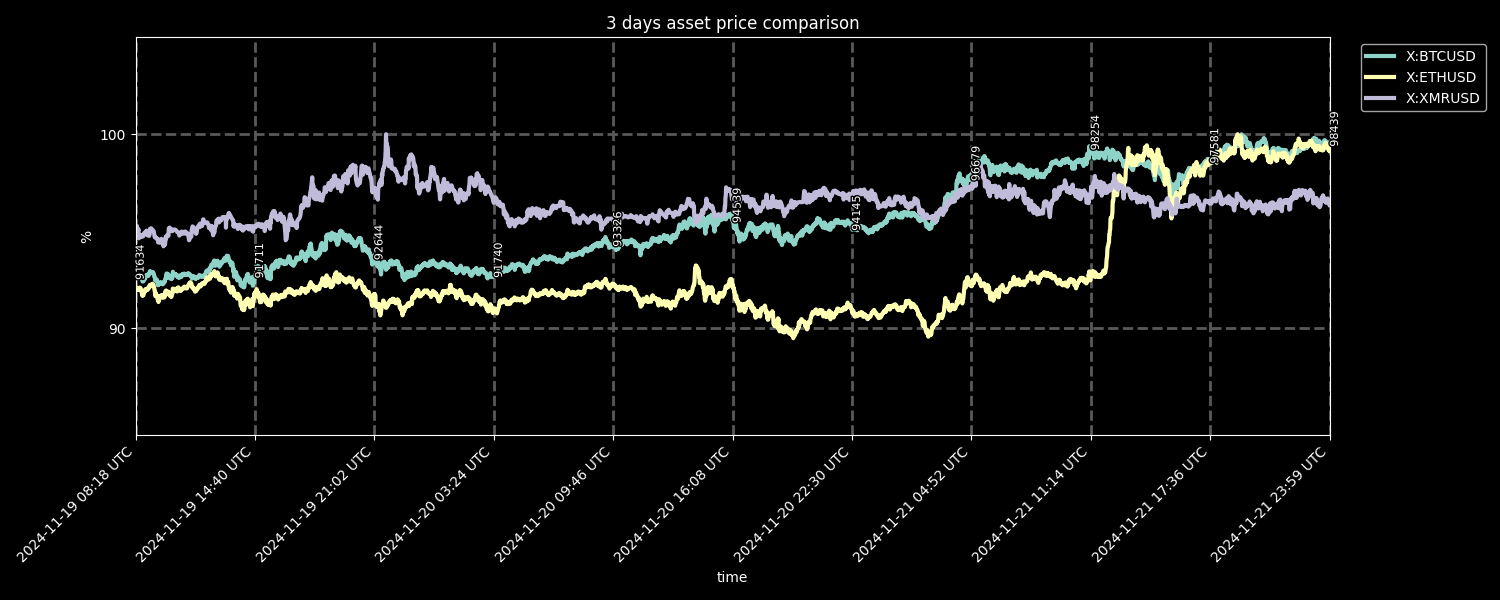 3 days asset price comparison
X:BTCUSD
X:ETHUSD
X:XMRUSD
%
100
90
91634
91711
92644
91740
93326
94539
94145
96679
98254
97581
98439
2024-11-19 08:18 UTC
2024-11-19 14:40 UTC
2024-11-19 21:02 UTC
2024-11-20 03:24 UTC
2024-11-20 09:46 UTC
2024-11-20 16:08 UTC
2024-11-20 22:30 UTC
2024-11-21 04:52 UTC
2024-11-21 11:14 UTC
2024-11-21 17:36 UTC
2024-11-21 23:59 UTC
time